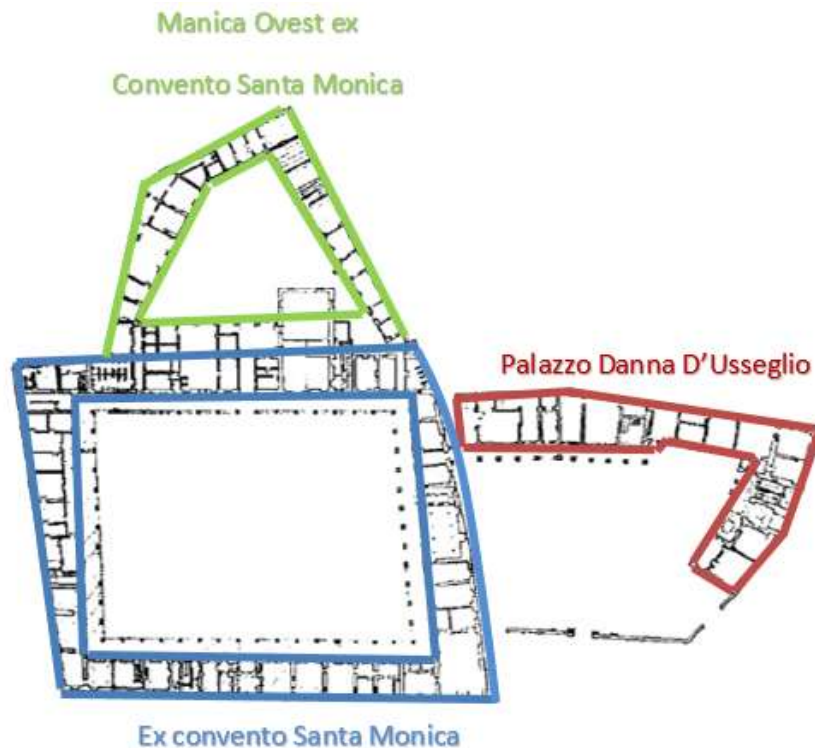 Manica Ovest ex
Convento Santa Monica
Palazzo Danna D'Usseglio
Ex convento Santa Monica